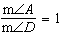 m∠A / m∠D = 1